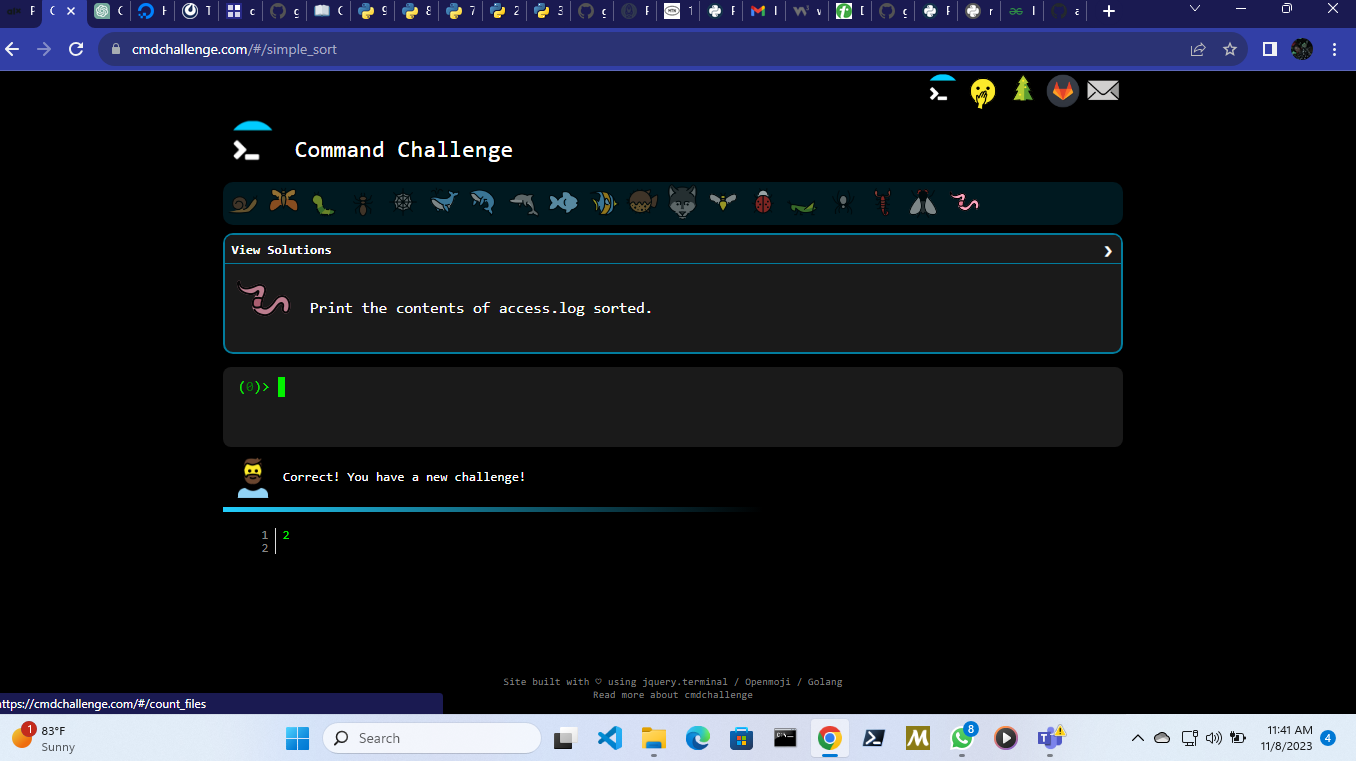 cmdchallenge.com/#/simple_sort
Command Challenge
View Solutions
Print the contents of access.log sorted.
(0)>
Correct! You have a new challenge!
1 2
2
Site built with ♡ using jquery.terminal / Openmoji / Golang
Read more about cmdchallenge
https://cmdchallenge.com/#/count_files
1
83°F
Sunny
Search
8
11:41 AM
11/8/2023
4